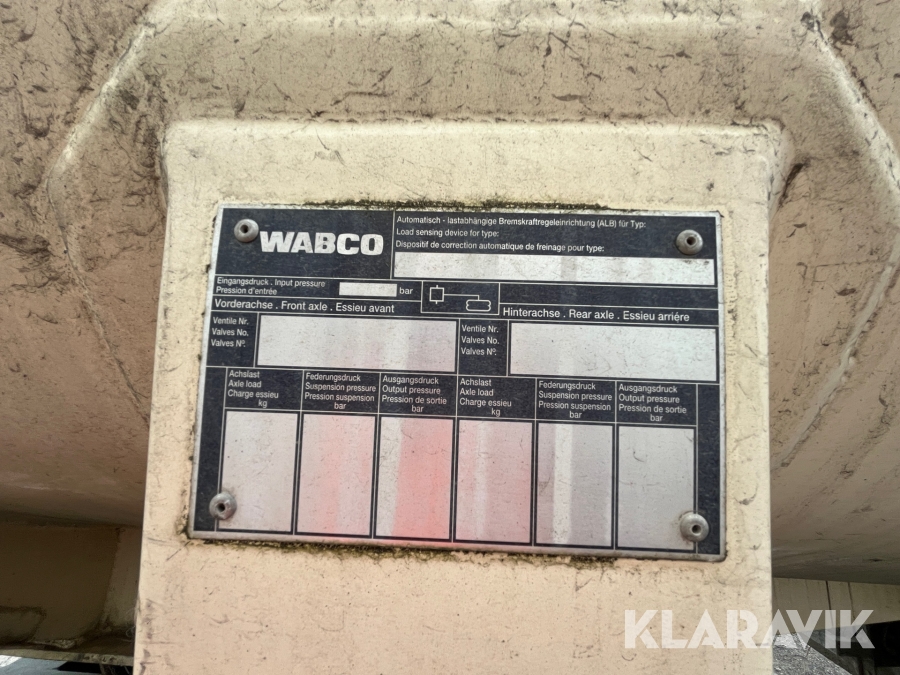 WABCO
Automatisch - lastabhängige Bremskraftregeleinrichtung (ALB) für Typ:
Load sensing device for type:
Dispositif de correction automatique de freinage pour type:
Eingangsdruck . Input pressure
Pression d'entrée
bar
Vorderachse . Front axle . Essieu avant
Hinterachse . Rear axle . Essieu arriére
Ventile Nr.
Valves No.
Valves Nº.
Ventile Nr.
Valves No.
Valves Nº.
Achslast
Axle load
Charge essieu
kg
Federungsdruck
Suspension pressure
Pression suspension
bar
Ausgangsdruck
Output pressure
Pression de sortie
bar
Achslast
Axle load
Charge essieu
kg
Federungsdruck
Suspension pressure
Pression suspension
bar
Ausgangsdruck
Output pressure
Pression de sortie
bar
KLARAVIK